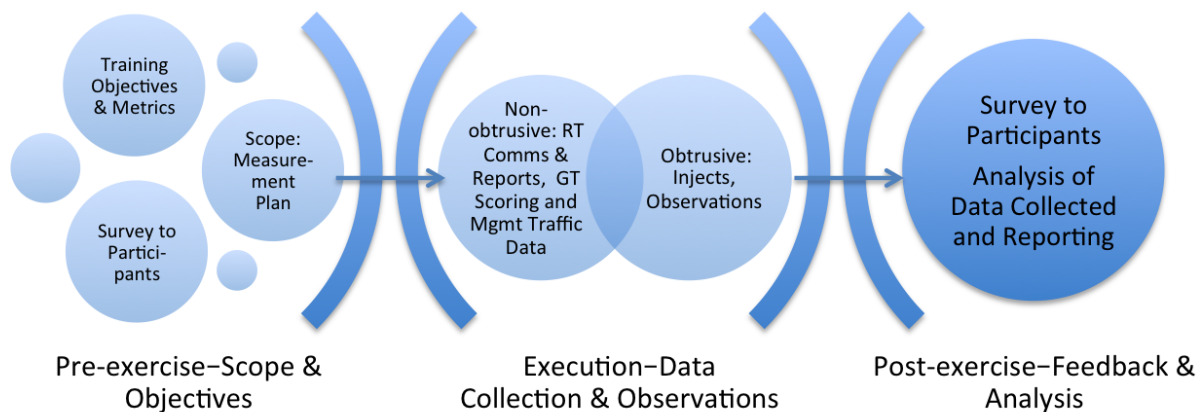 Training
Objectives
& Metrics
Scope:
Measure-
ment
Plan
Survey to
Partici-
pants
Non-
obtrusive: RT
Comms &
Reports, GT
Scoring and
Mgmt Traffic
Data
Obtrusive:
Injects,
Observations
Survey to
Participants
Analysis of
Data Collected
and Reporting
Pre-exercise–Scope &
Objectives
Execution–Data
Collection & Observations
Post-exercise–Feedback &
Analysis